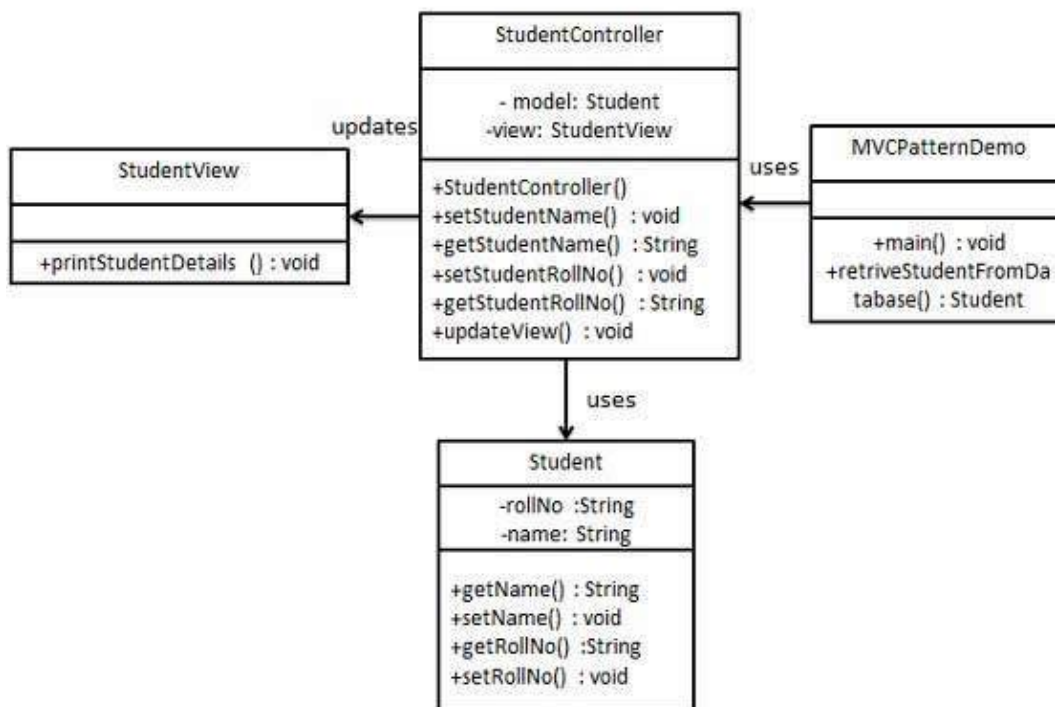 StudentController
- model: Student
-view: StudentView
+StudentController()
+setStudentName() : void
+getStudentName() : String
+setStudentRollNo() : void
+getStudentRollNo() : String
+updateView() : void
updates
StudentView
+printStudentDetails () : void
uses
MVCPatternDemo
+main() : void
+retriveStudentFromDa
tabase() : Student
uses
Student
-rollNo :String
-name: String
+getName() : String
+setName() : void
+getRollNo() :String
+setRollNo() : void